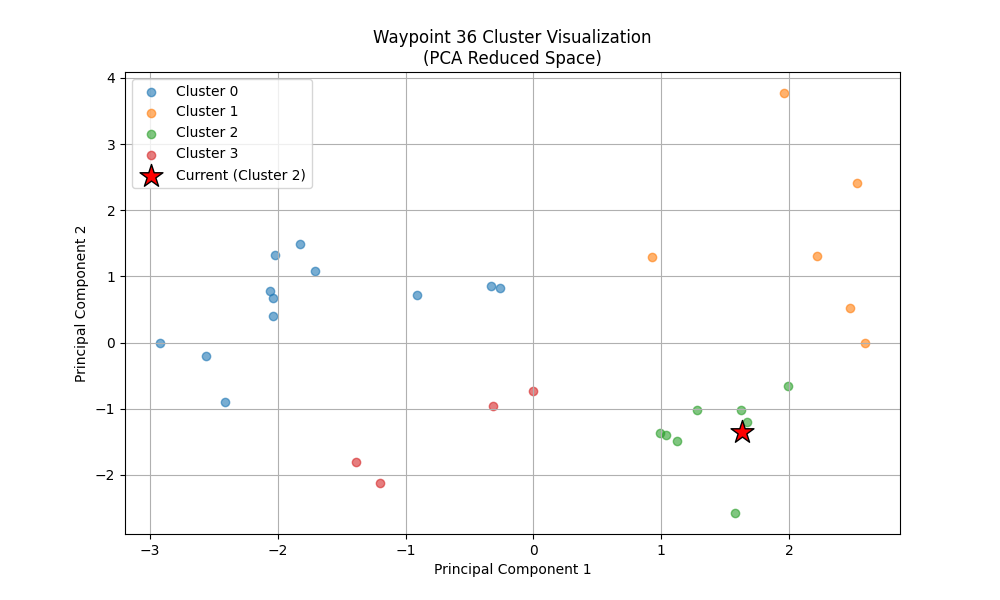 Waypoint 36 Cluster Visualization
(PCA Reduced Space)
Cluster 0
Cluster 1
Cluster 2
Cluster 3
Current (Cluster 2)
Principal Component 2
4
3
2
1
0
−1
−2
−3
−2
−1
0
1
2
Principal Component 1